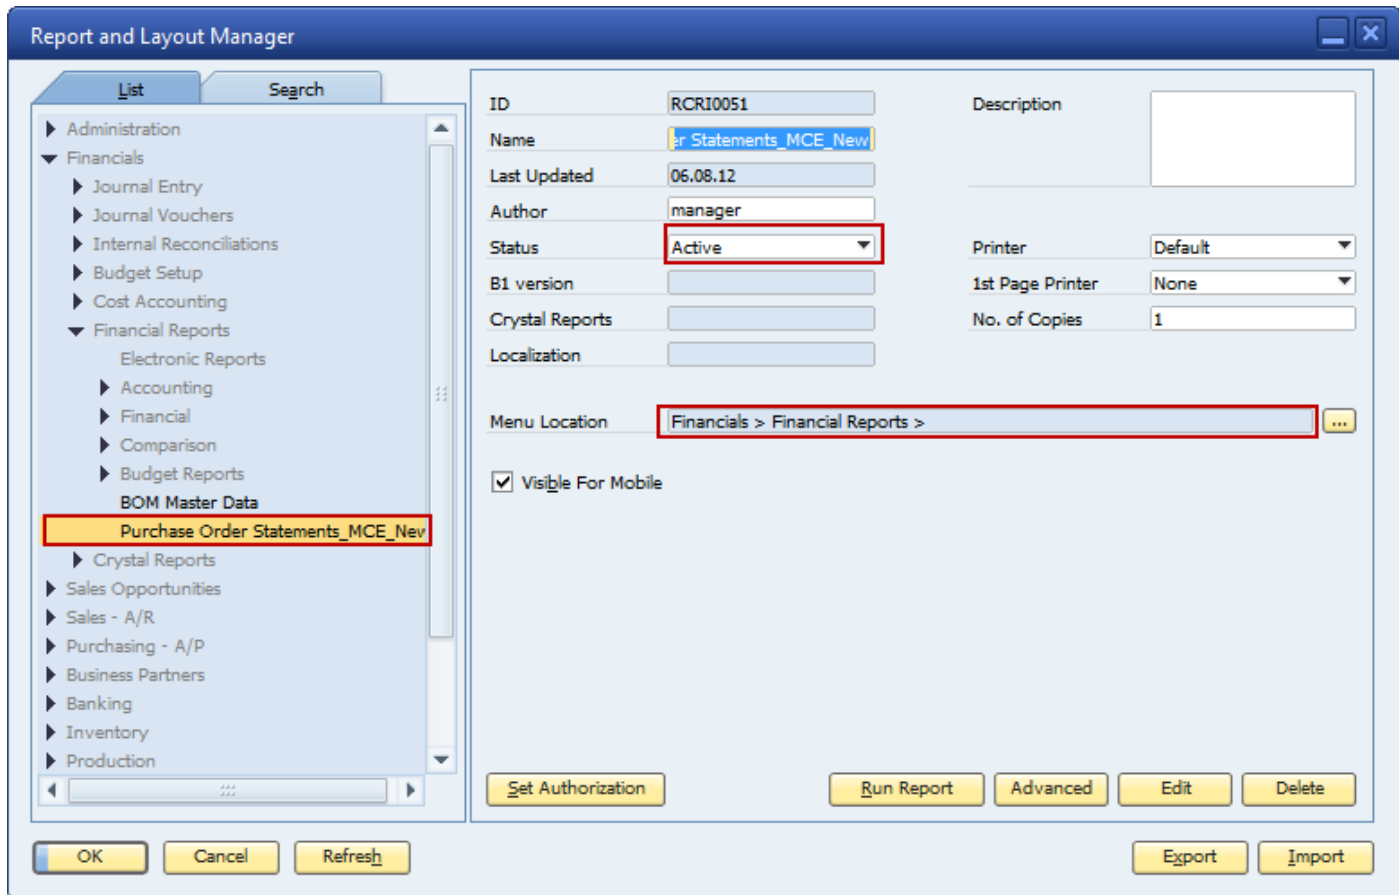 Report and Layout Manager
List
Search
Administration
Financials
Journal Entry
Journal Vouchers
Internal Reconciliations
Budget Setup
Cost Accounting
Financial Reports
Electronic Reports
Accounting
Financial
Comparison
Budget Reports
BOM Master Data
Purchase Order Statements_MCE_New
Crystal Reports
Sales Opportunities
Sales - A/R
Purchasing - A/P
Business Partners
Banking
Inventory
Production
ID RCRI0051
Name er Statements_MCE_New
Last Updated 06.08.12
Author manager
Status Active
B1 version
Crystal Reports
Localization
Description
Printer Default
1st Page Printer None
No. of Copies 1
Menu Location Financials > Financial Reports > ...
Visible For Mobile
Set Authorization Run Report Advanced Edit Delete
OK Cancel Refresh Export Import